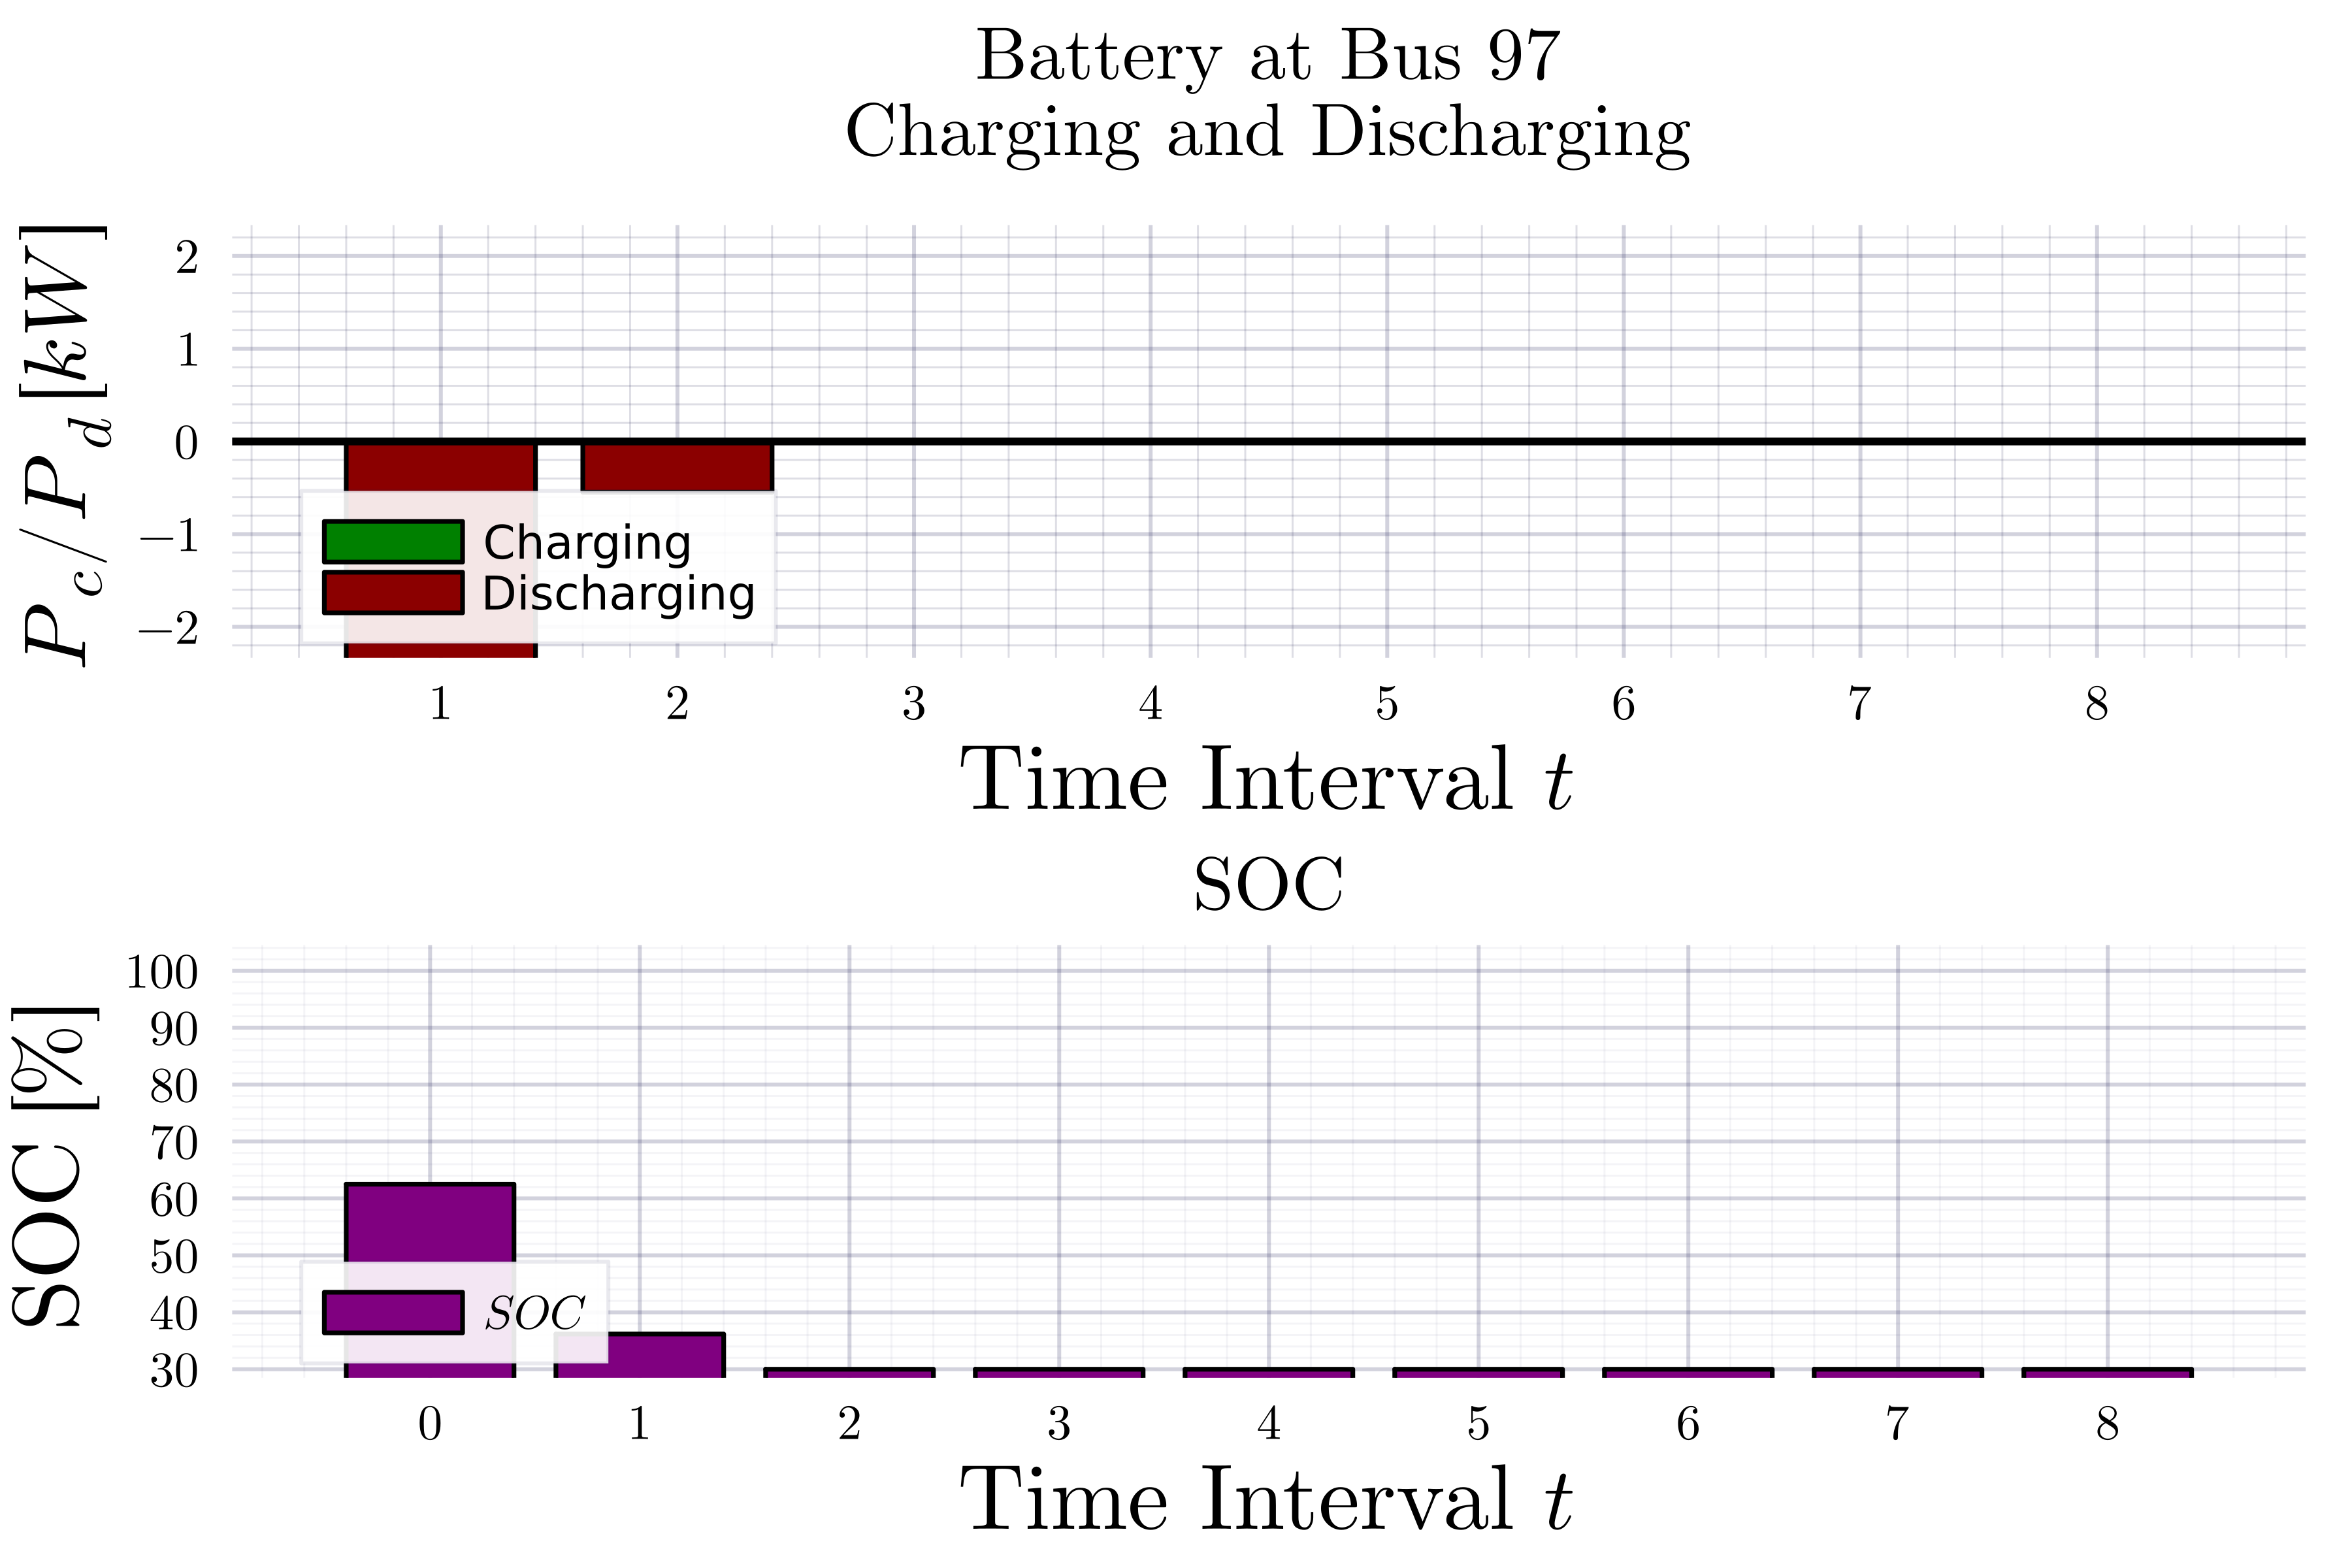 Battery at Bus 97
Charging and Discharging
P_c/P_d [kW]
2
1
0
−1
−2
Charging
Discharging
1 2 3 4 5 6 7 8
Time Interval t
SOC
SOC [%]
100
90
80
70
60
50
40
30
SOC
0 1 2 3 4 5 6 7 8
Time Interval t